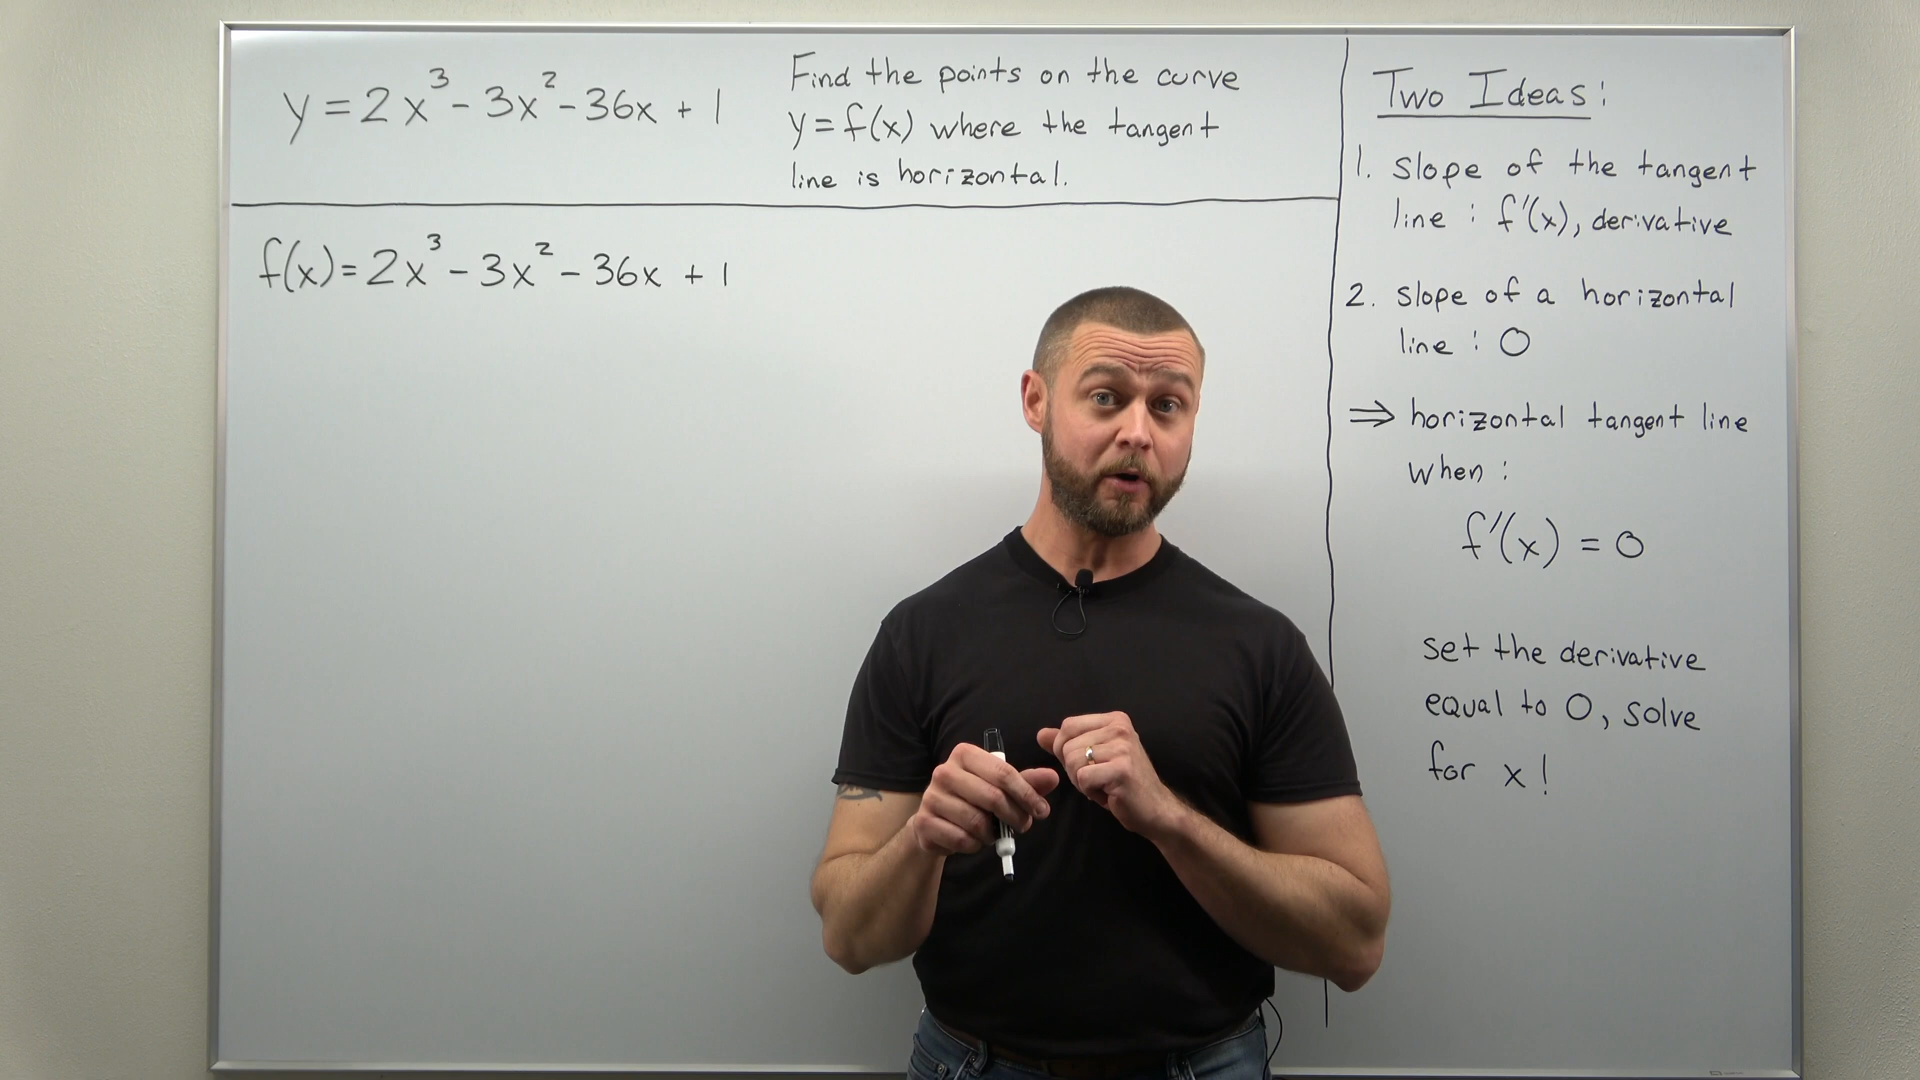 y = 2x³ - 3x² - 36x + 1
Find the points on the curve
y = f(x) where the tangent
line is horizontal.
f(x) = 2x³ - 3x² - 36x + 1
Two Ideas:
1. slope of the tangent
line : f'(x), derivative
2. slope of a horizontal
line : 0
⇒ horizontal tangent line
when :
f'(x) = 0
set the derivative
equal to 0, solve
for x!